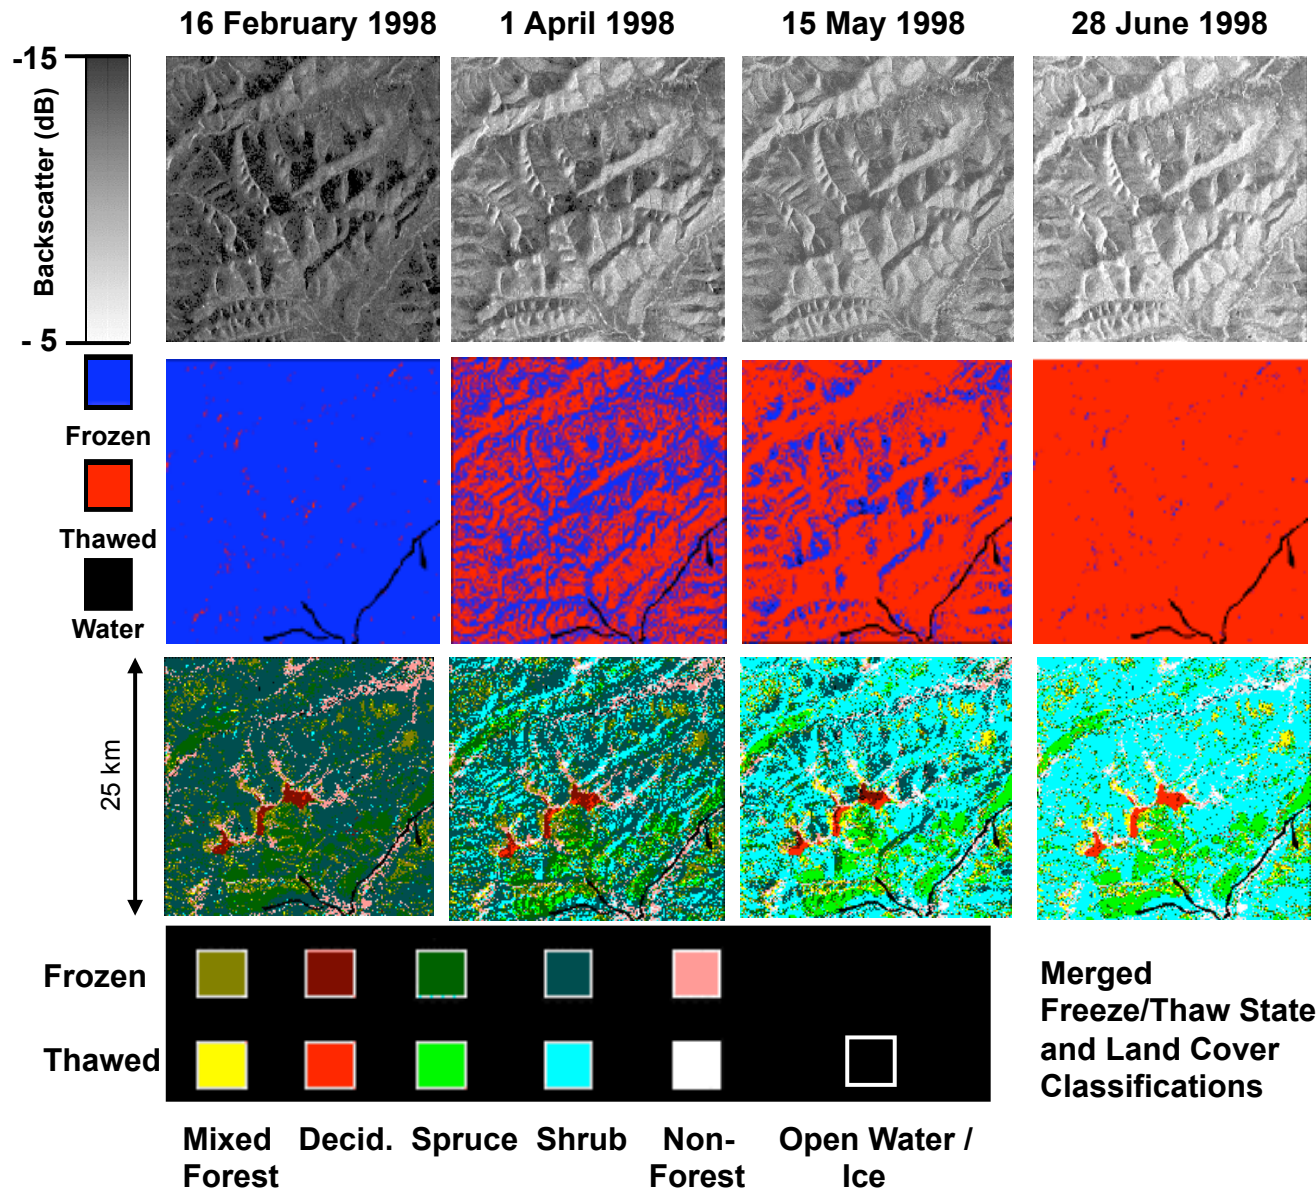 16 February 1998
1 April 1998
15 May 1998
28 June 1998
-15
Backscatter (dB)
- 5
Frozen
Thawed
Water
25 km
Frozen
Thawed
Mixed
Forest
Decid.
Spruce
Shrub
Non-
Forest
Open Water /
Ice
Merged
Freeze/Thaw State
and Land Cover
Classifications